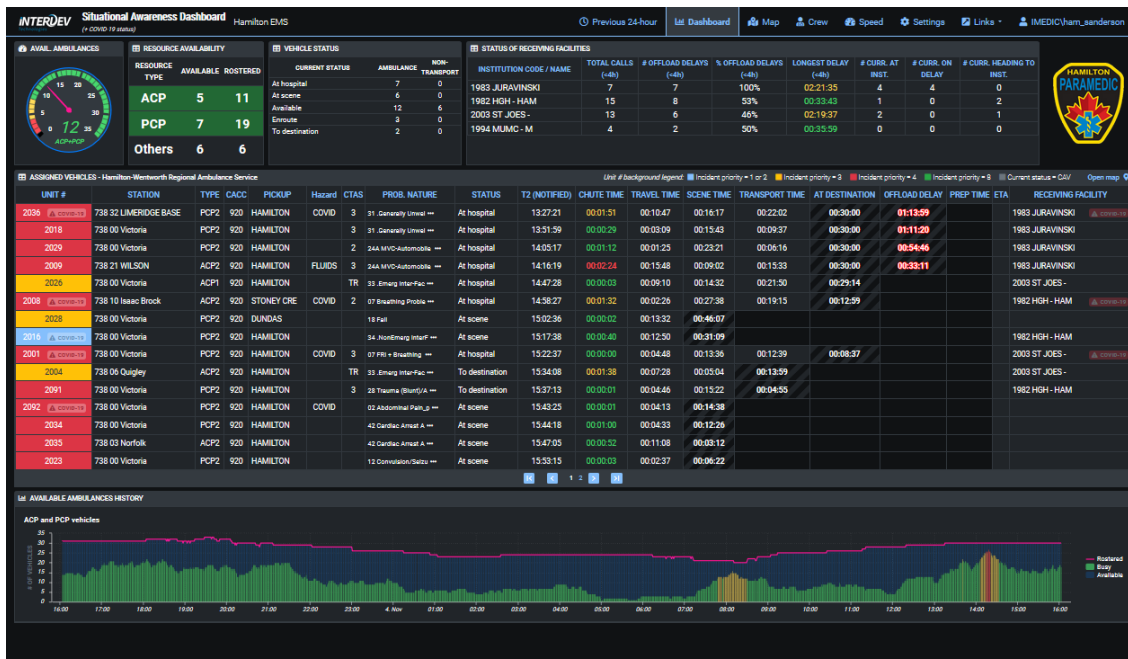 INTERDEV
Technologies
Situational Awareness Dashboard
(+ COVID-19 status)
Hamilton EMS
Previous 24-hour
Dashboard
Map
Crew
Speed
Settings
Links
IMEDIC\ham_sanderson
AVAIL. AMBULANCES
0 5 10 15 20 30 35
12
ACP+PCP
RESOURCE AVAILABILITY
RESOURCE TYPE AVAILABLE ROSTERED
ACP 5 11
PCP 7 19
Others 6 6
VEHICLE STATUS
CURRENT STATUS AMBULANCE NON-TRANSPORT
At hospital 7 0
At scene 6 0
Available 12 6
Enroute 3 0
To destination 2 0
STATUS OF RECEIVING FACILITIES
INSTITUTION CODE / NAME TOTAL CALLS (<4h) # OFFLOAD DELAYS (<4h) % OFFLOAD DELAYS (<4h) LONGEST DELAY (<4h) # CURR. AT INST. # CURR. ON DELAY # CURR. HEADING TO INST.
1983 JURAVINSKI 7 7 100% 02:21:35 4 4 0
1982 HGH - HAM 15 8 53% 00:33:43 1 0 2
2003 ST JOES - 13 6 46% 02:19:37 2 0 1
1994 MUMC - M 4 2 50% 00:35:59 0 0 0
HAMILTON
PARAMEDIC
ASSIGNED VEHICLES - Hamilton-Wentworth Regional Ambulance Service
Unit # background legend: Incident priority = 1 or 2 Incident priority = 3 Incident priority = 4 Incident priority = 8 Current status = CAV Open map
UNIT # STATION TYPE CACC PICKUP Hazard CTAS PROB. NATURE STATUS T2 (NOTIFIED) CHUTE TIME TRAVEL TIME SCENE TIME TRANSPORT TIME AT DESTINATION OFFLOAD DELAY PREP TIME ETA RECEIVING FACILITY
2036 COVID-19 738 32 LIMERIDGE BASE PCP2 920 HAMILTON COVID 3 31 .Generally Unwel ••• At hospital 13:27:21 00:01:51 00:10:47 00:16:17 00:22:02 00:30:00 01:13:59 1983 JURAVINSKI COVID-19
2018 738 00 Victoria PCP2 920 HAMILTON 3 31 .Generally Unwel ••• At hospital 13:51:59 00:00:29 00:03:09 00:15:43 00:09:37 00:30:00 01:11:20 1983 JURAVINSKI
2029 738 00 Victoria PCP2 920 HAMILTON 2 24A MVC-Automobile ••• At hospital 14:05:17 00:01:12 00:01:25 00:23:21 00:06:16 00:30:00 00:54:46 1983 JURAVINSKI
2009 738 21 WILSON ACP2 920 HAMILTON FLUIDS 3 24A MVC-Automobile ••• At hospital 14:16:19 00:02:24 00:15:48 00:09:02 00:15:33 00:30:00 00:33:11 1983 JURAVINSKI
2026 738 00 Victoria ACP1 920 HAMILTON TR 33 .Emerg Inter-Fac ••• At hospital 14:47:28 00:00:03 00:09:10 00:14:32 00:21:50 00:29:14 2003 ST JOES -
2008 COVID-19 738 10 Isaac Brock ACP2 920 STONEY CRE COVID 2 07 Breathing Proble ••• At hospital 14:58:27 00:01:32 00:02:26 00:27:38 00:19:15 00:12:59 1982 HGH - HAM COVID-19
2028 738 00 Victoria PCP2 920 DUNDAS 18 Fall At scene 15:02:36 00:00:02 00:13:32 00:46:07
2016 COVID-19 738 00 Victoria PCP2 920 HAMILTON 34 .NonEmerg InterF ••• At scene 15:17:38 00:00:40 00:12:50 00:31:09 1982 HGH - HAM
2001 COVID-19 738 00 Victoria PCP2 920 HAMILTON COVID 3 07 FRI + Breathing ••• At hospital 15:22:37 00:00:00 00:04:48 00:13:36 00:12:39 00:08:37 2003 ST JOES - COVID-19
2004 738 06 Quigley ACP2 920 HAMILTON TR 33 .Emerg Inter-Fac ••• To destination 15:34:08 00:01:38 00:07:28 00:05:04 00:13:59 2003 ST JOES -
2091 738 00 Victoria PCP2 920 HAMILTON 3 28 Trauma (Blunt)/A ••• To destination 15:37:13 00:00:01 00:04:46 00:15:22 00:04:55 1982 HGH - HAM
2092 COVID-19 738 00 Victoria PCP2 920 HAMILTON COVID 02 Abdominal Pain_p ••• At scene 15:43:25 00:00:01 00:04:13 00:14:38
2034 738 00 Victoria PCP2 920 HAMILTON 42 Cardiac Arrest A ••• At scene 15:44:18 00:01:00 00:04:33 00:12:26
2035 738 03 Norfolk ACP2 920 HAMILTON 42 Cardiac Arrest A ••• At scene 15:47:05 00:00:52 00:11:08 00:03:12
2023 738 00 Victoria PCP2 920 HAMILTON 12 Convulsion/Seizu ••• At scene 15:53:15 00:00:03 00:02:37 00:06:22
1 2
AVAILABLE AMBULANCES HISTORY
ACP and PCP vehicles
# OF VEHICLES
35
30
25
20
15
10
5
0
16:00 17:00 18:00 19:00 20:00 21:00 22:00 23:00 4. Nov 01:00 02:00 03:00 04:00 05:00 06:00 07:00 08:00 09:00 10:00 11:00 12:00 13:00 14:00 15:00 16:00
Rostered
Busy
Available